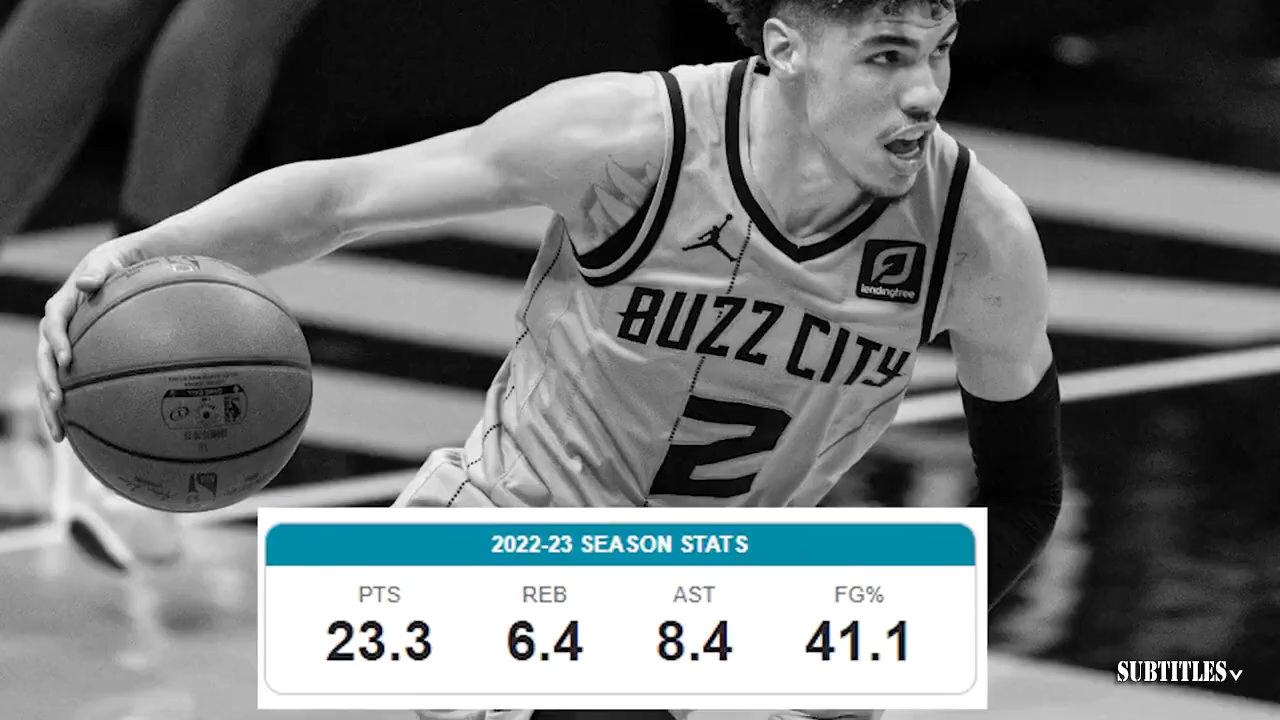 lendingtree
BUZZ CITY
2
2022-23 SEASON STATS
PTS REB AST FG%
23.3 6.4 8.4 41.1
SUBTITLES